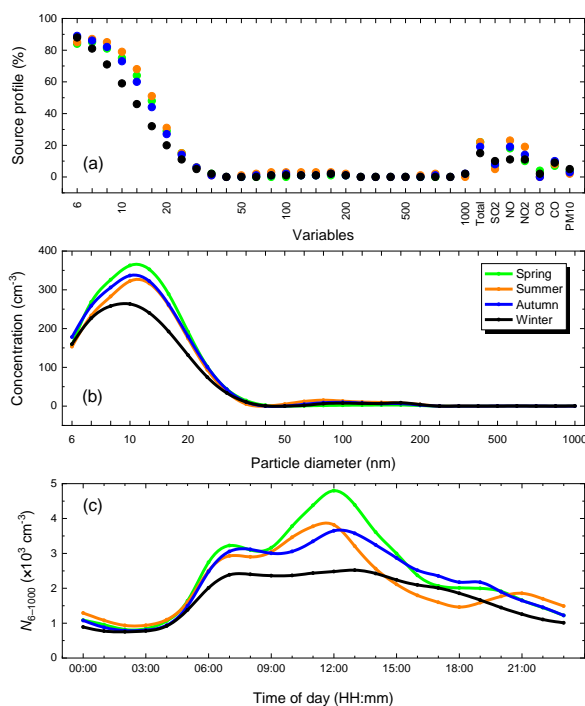 100
80
60
40
20
0
Source profile (%)
(a)
6
10
20
50
100
200
500
1000
Total
SO2
NO
NO2
O3
CO
PM10
Variables
400
300
200
100
0
Concentration (cm⁻³)
Spring
Summer
Autumn
Winter
(b)
6 10 20 50 100 200 500 1000
Particle diameter (nm)
5
4
3
2
1
0
N6−1000 (×10³ cm⁻³)
(c)
00:00 03:00 06:00 09:00 12:00 15:00 18:00 21:00
Time of day (HH:mm)